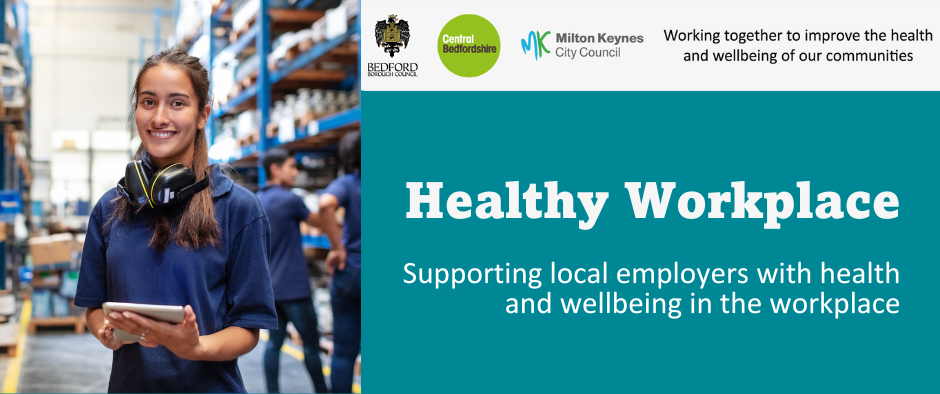 BEDFORD
BOROUGH COUNCIL
Central
Bedfordshire
MK
Milton Keynes
City Council
Working together to improve the health
and wellbeing of our communities
Healthy Workplace
Supporting local employers with health
and wellbeing in the workplace